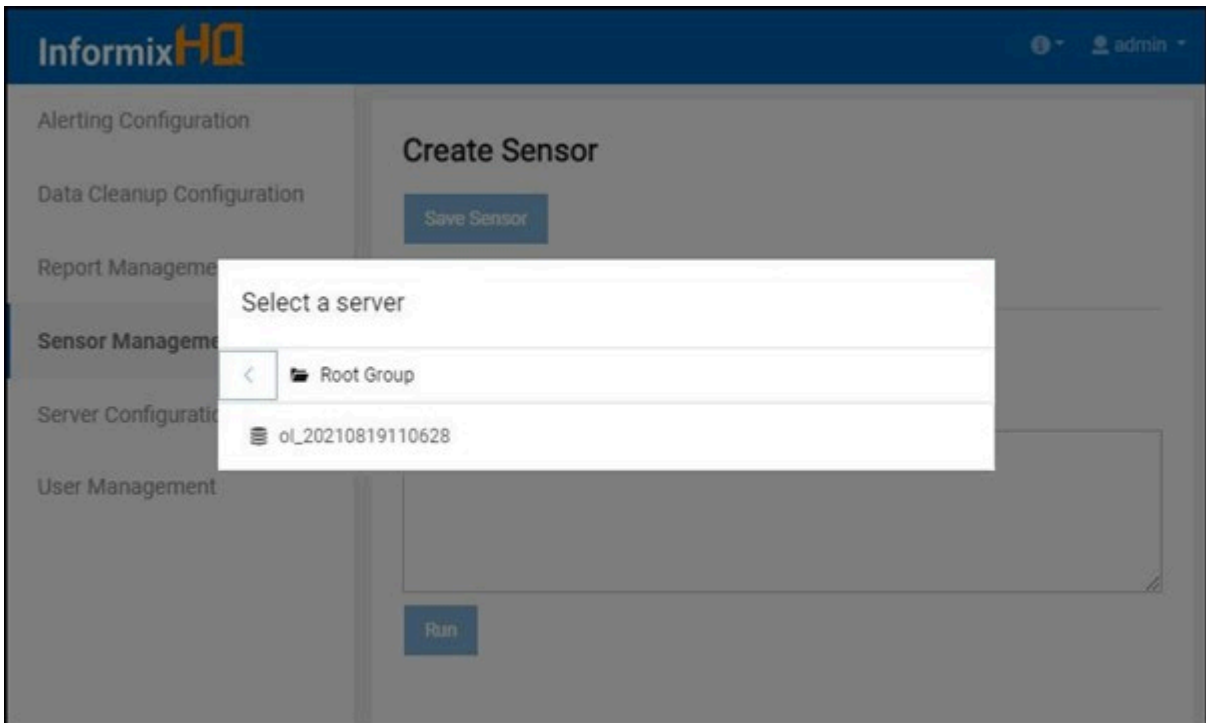 InformixHQ
admin
Alerting Configuration
Create Sensor
Data Cleanup Configuration
Save Sensor
Report Manageme
Select a server
Sensor Manageme
Root Group
Server Configuratio
ol_20210819110628
User Management
Run